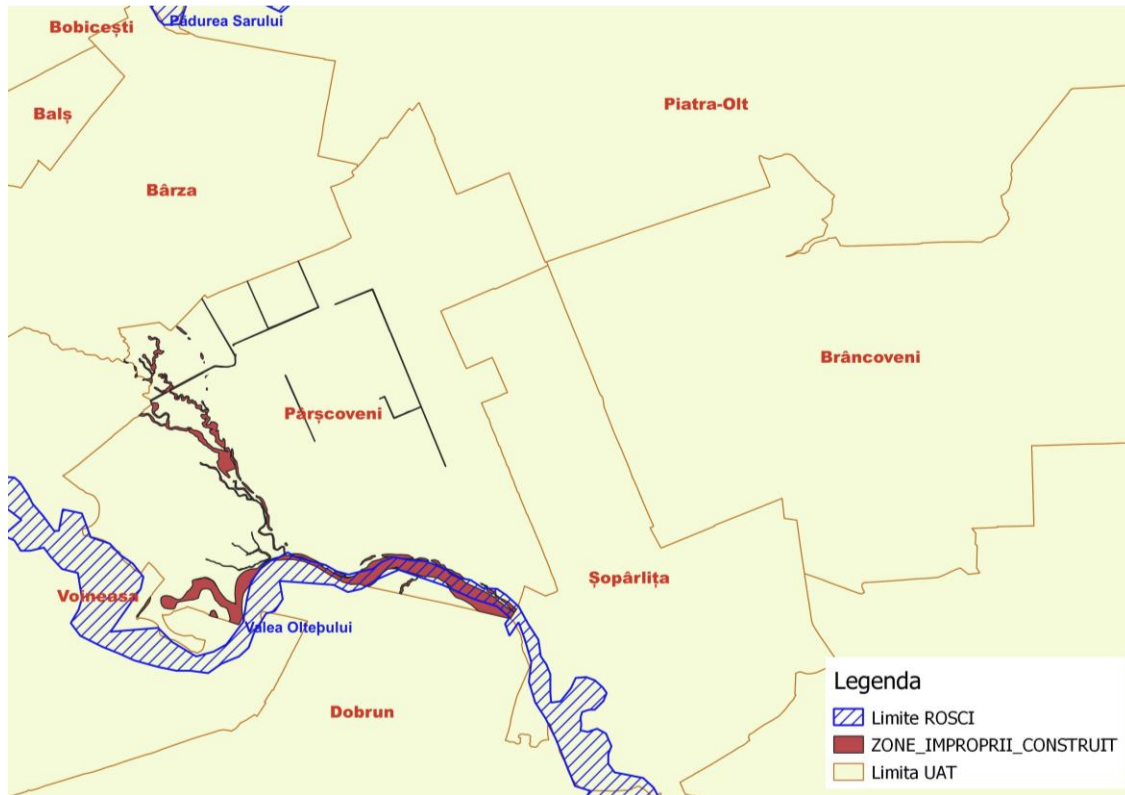 Bobicești
Pădurea Sarului
Balș
Piatra-Olt
Bârza
Brâncoveni
Pârșcoveni
Șopârlița
Voineasa
Valea Olteþului
Dobrun
Legenda
Limite ROSCI
ZONE_IMPROPRII_CONSTRUIT
Limita UAT